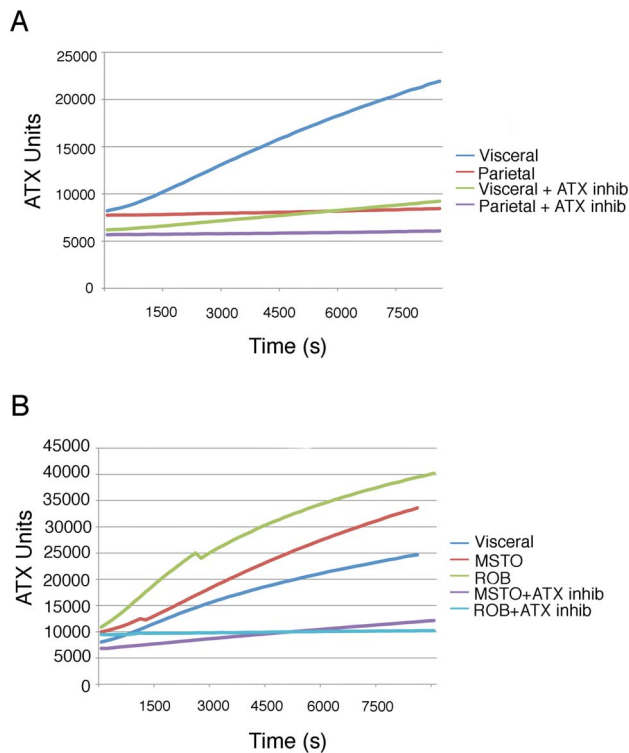 A
25000
20000
15000
10000
5000
0
ATX Units
1500 3000 4500 6000 7500
Time (s)
Visceral
Parietal
Visceral + ATX inhib
Parietal + ATX inhib
B
45000
40000
35000
30000
25000
20000
15000
10000
5000
0
ATX Units
1500 3000 4500 6000 7500
Time (s)
Visceral
MSTO
ROB
MSTO+ATX inhib
ROB+ATX inhib